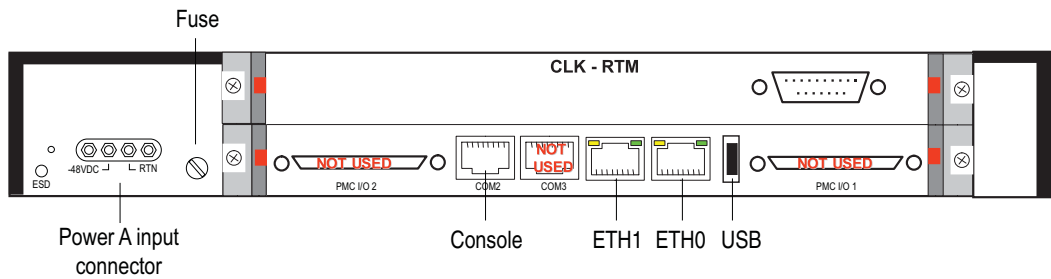 Fuse
CLK - RTM
-48VDC
RTN
ESD
NOT USED
PMC I/O 2
COM2
NOT
USED
COM3
NOT USED
PMC I/O 1
Power A input
connector
Console
ETH1
ETH0
USB